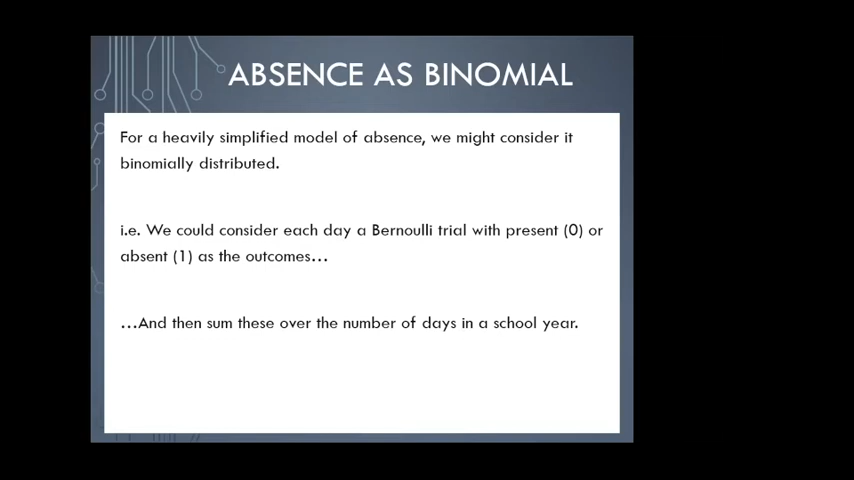 ABSENCE AS BINOMIAL
For a heavily simplified model of absence, we might consider it
binomially distributed.
i.e. We could consider each day a Bernoulli trial with present (0) or
absent (1) as the outcomes...
...And then sum these over the number of days in a school year.